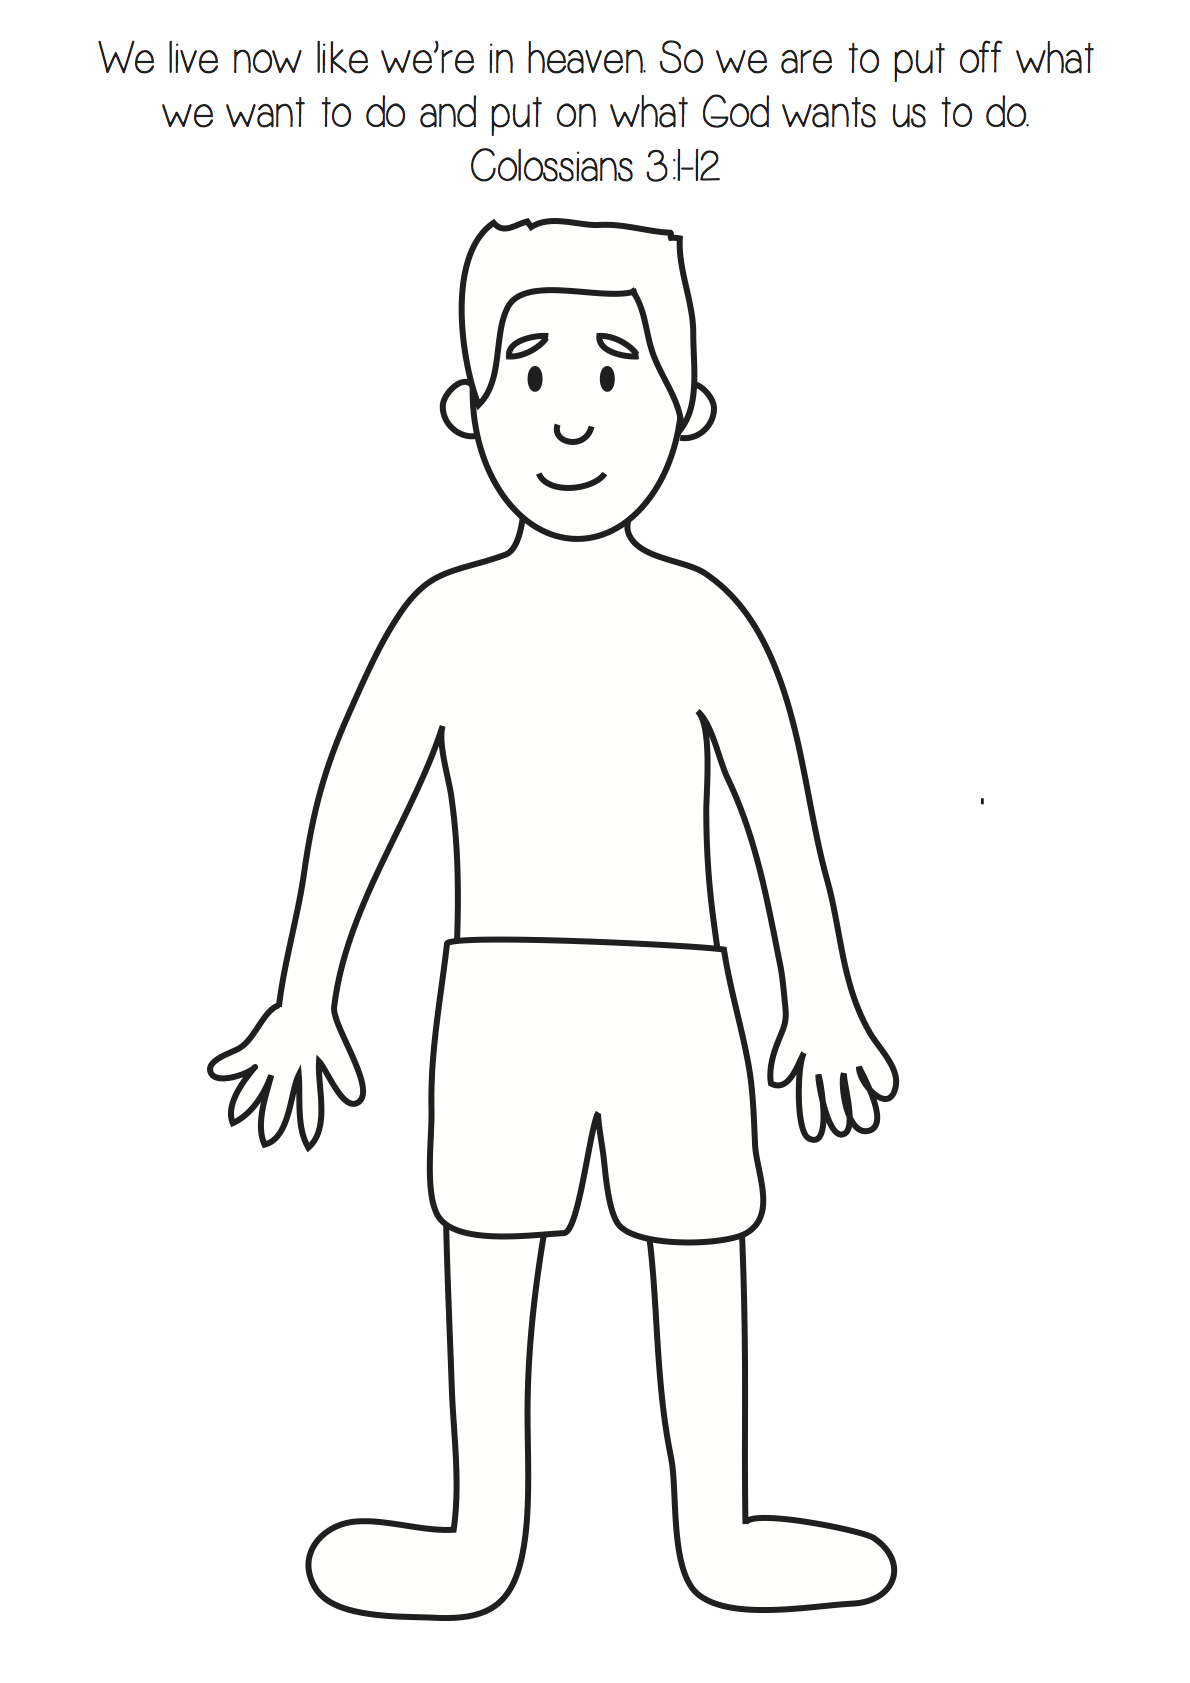 We live now like we're in heaven. So we are to put off what
we want to do and put on what God wants us to do.
Colossians 3:1-12